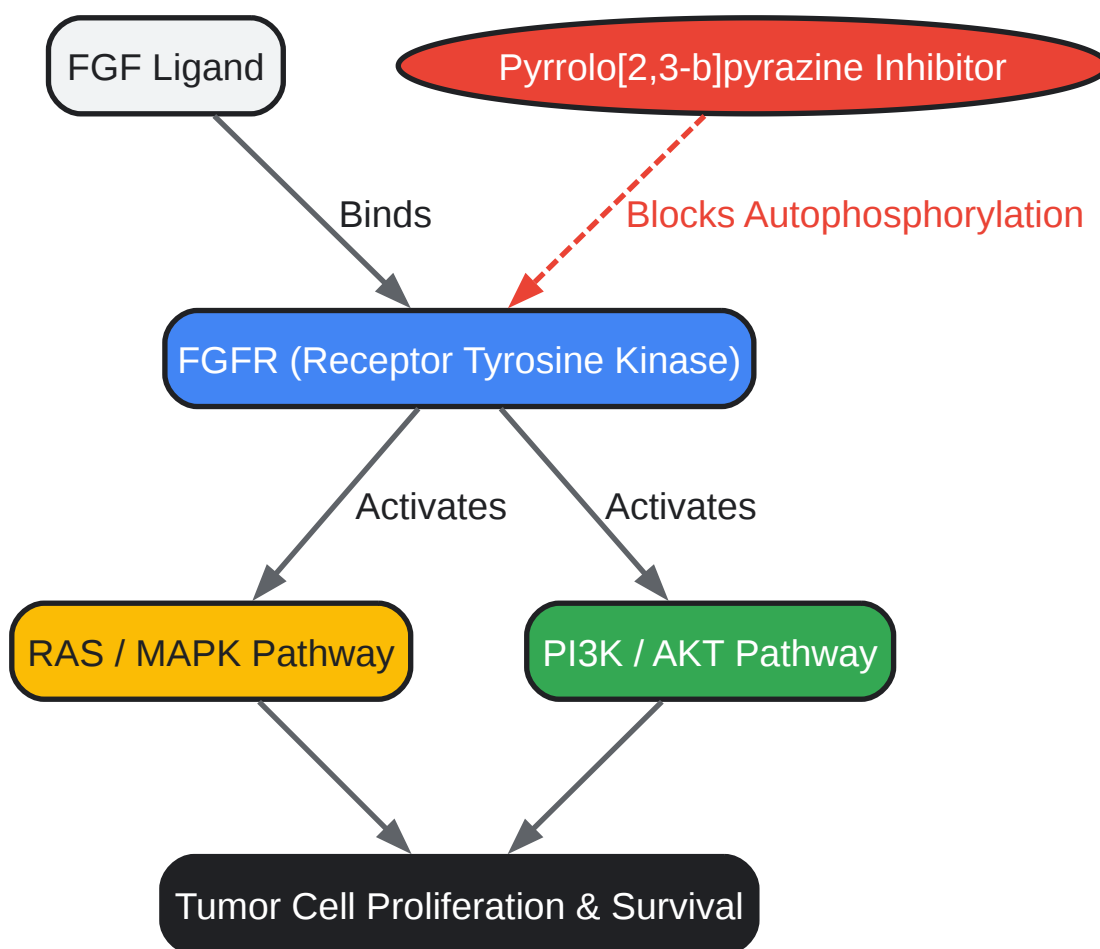 FGF Ligand
Pyrrolo[2,3-b]pyrazine Inhibitor
Binds
Blocks Autophosphorylation
FGFR (Receptor Tyrosine Kinase)
Activates
Activates
RAS / MAPK Pathway
PI3K / AKT Pathway
Tumor Cell Proliferation & Survival